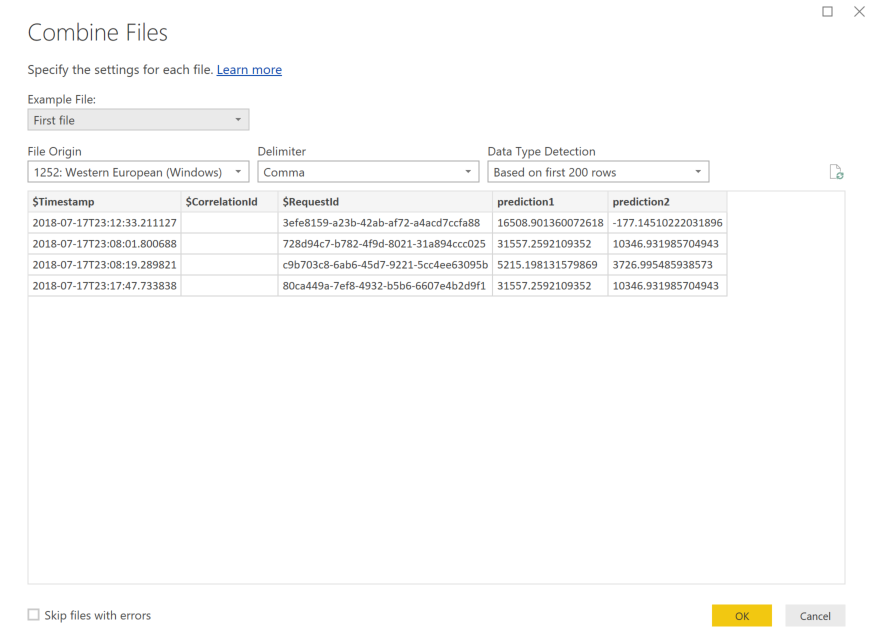 Combine Files
Specify the settings for each file. Learn more
Example File:
First file
File Origin Delimiter Data Type Detection
1252: Western European (Windows) Comma Based on first 200 rows
$Timestamp $CorrelationId $RequestId prediction1 prediction2
2018-07-17T23:12:33.211127 3efe8159-a23b-42ab-af72-a4acd7ccfa88 16508.901360072618 -177.14510222031896
2018-07-17T23:08:01.800688 728d94c7-b782-4f9d-8021-31a894ccc025 31557.2592109352 10346.931985704943
2018-07-17T23:08:19.289821 c9b703c8-6ab6-45d7-9221-5cc4ee63095b 5215.198131579869 3726.995485938573
2018-07-17T23:17:47.733838 80ca449a-7ef8-4932-b5b6-6607e4b2d9f1 31557.2592109352 10346.931985704943
Skip files with errors
OK Cancel